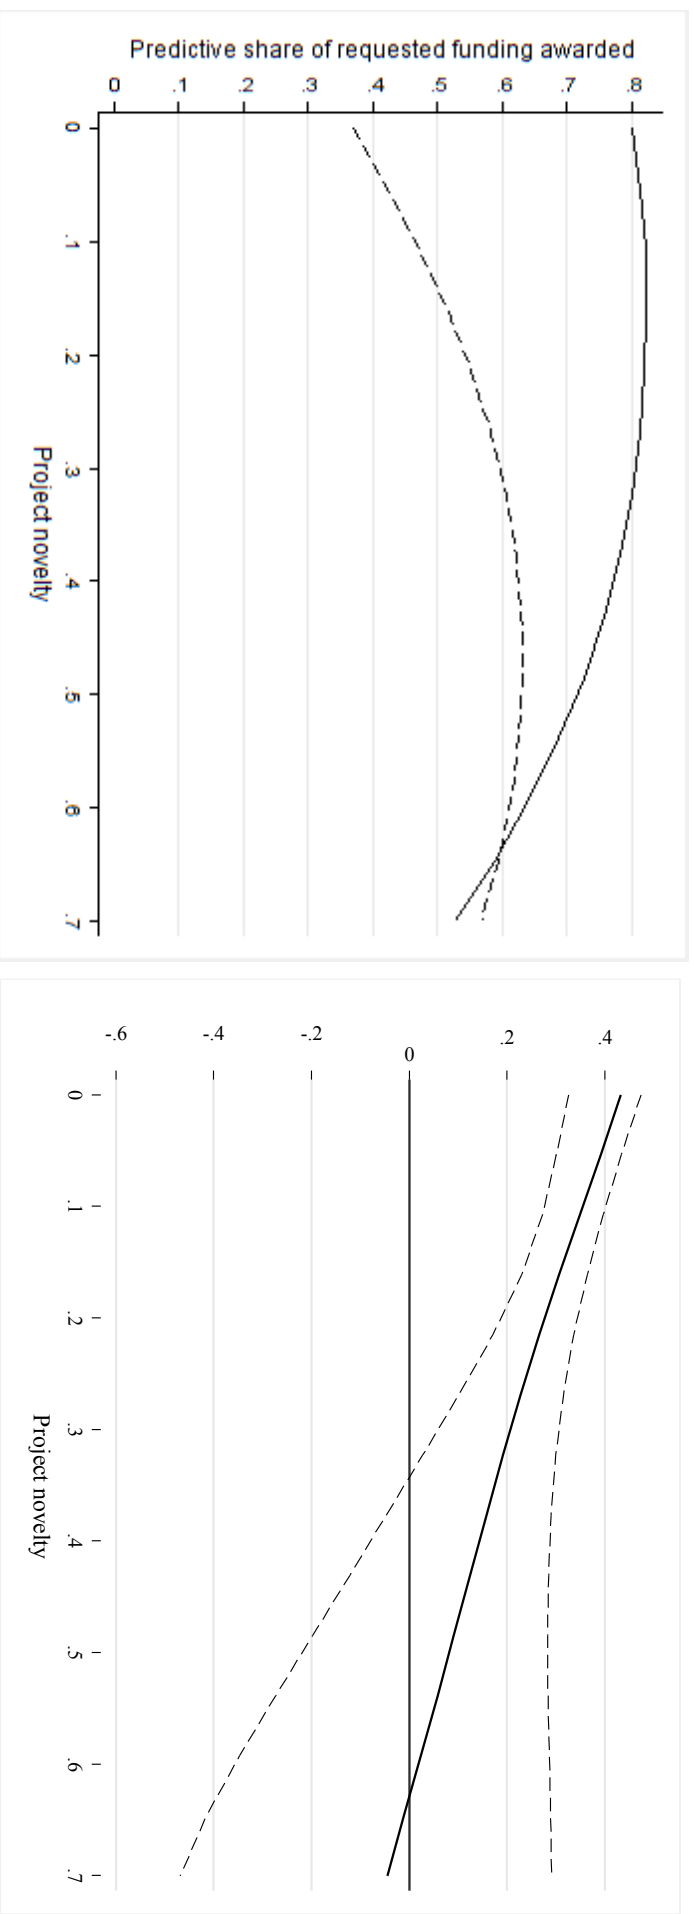 Predictive share of requested funding awarded
0 .1 .2 .3 .4 .5 .6 .7 .8
0 .1 .2 .3 .4 .5 .6 .7
Project novelty
-.6 -.4 -.2 0 .2 .4
0 .1 .2 .3 .4 .5 .6 .7
Project novelty